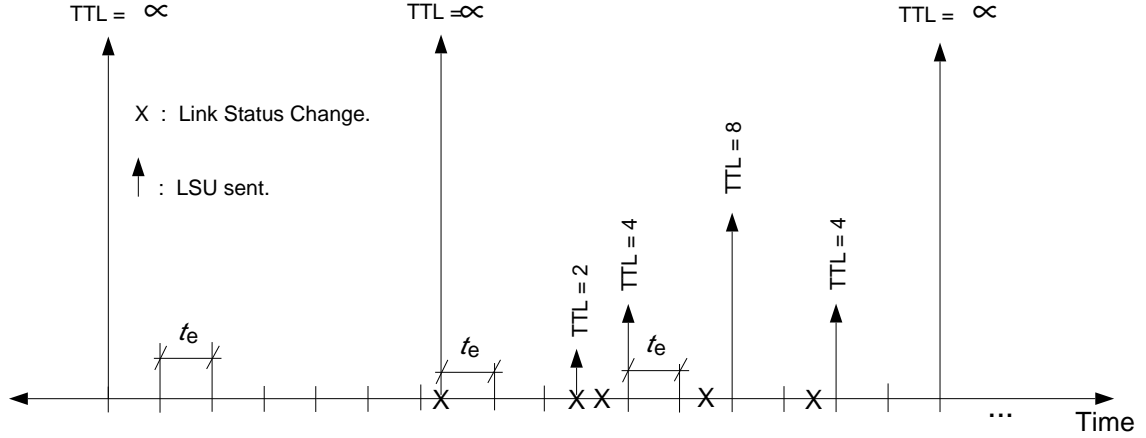 TTL = ∝
TTL =∝
TTL = ∝
X : Link Status Change.
: LSU sent.
TTL = 2
TTL = 4
TTL = 8
TTL = 4
te
te
te
X
X
X
X
X
...
Time